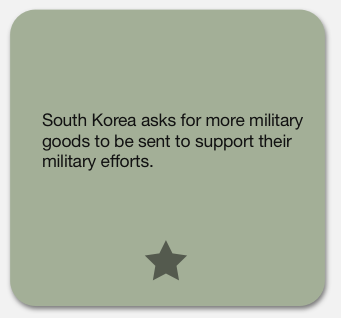 South Korea asks for more military
goods to be sent to support their
military efforts.